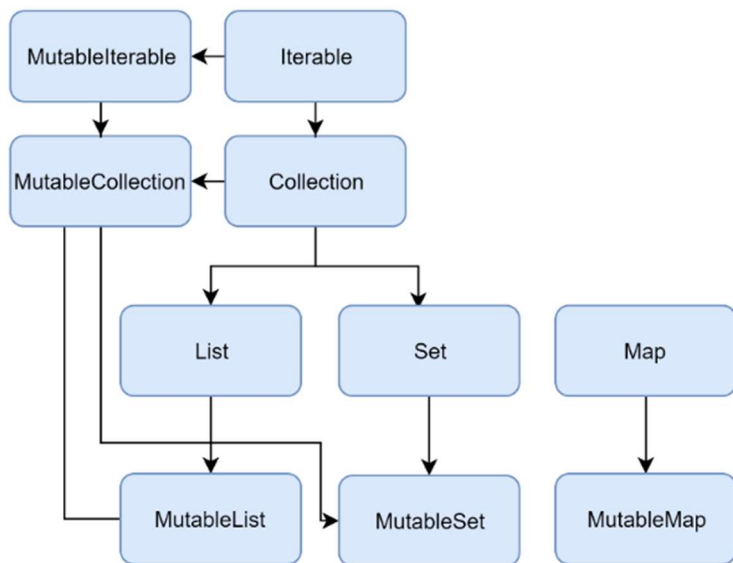 MutableIterable
Iterable
MutableCollection
Collection
List
Set
Map
MutableList
MutableSet
MutableMap